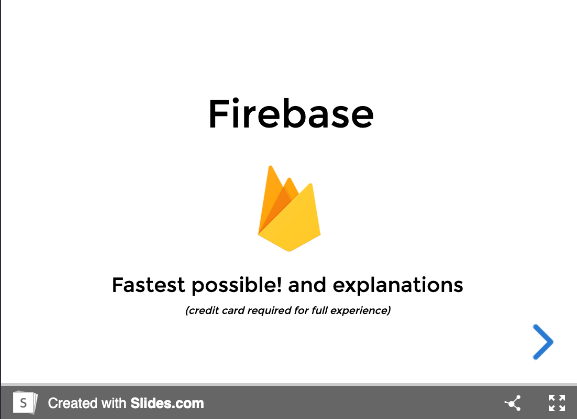 Firebase
Fastest possible! and explanations
(credit card required for full experience)
S Created with Slides.com